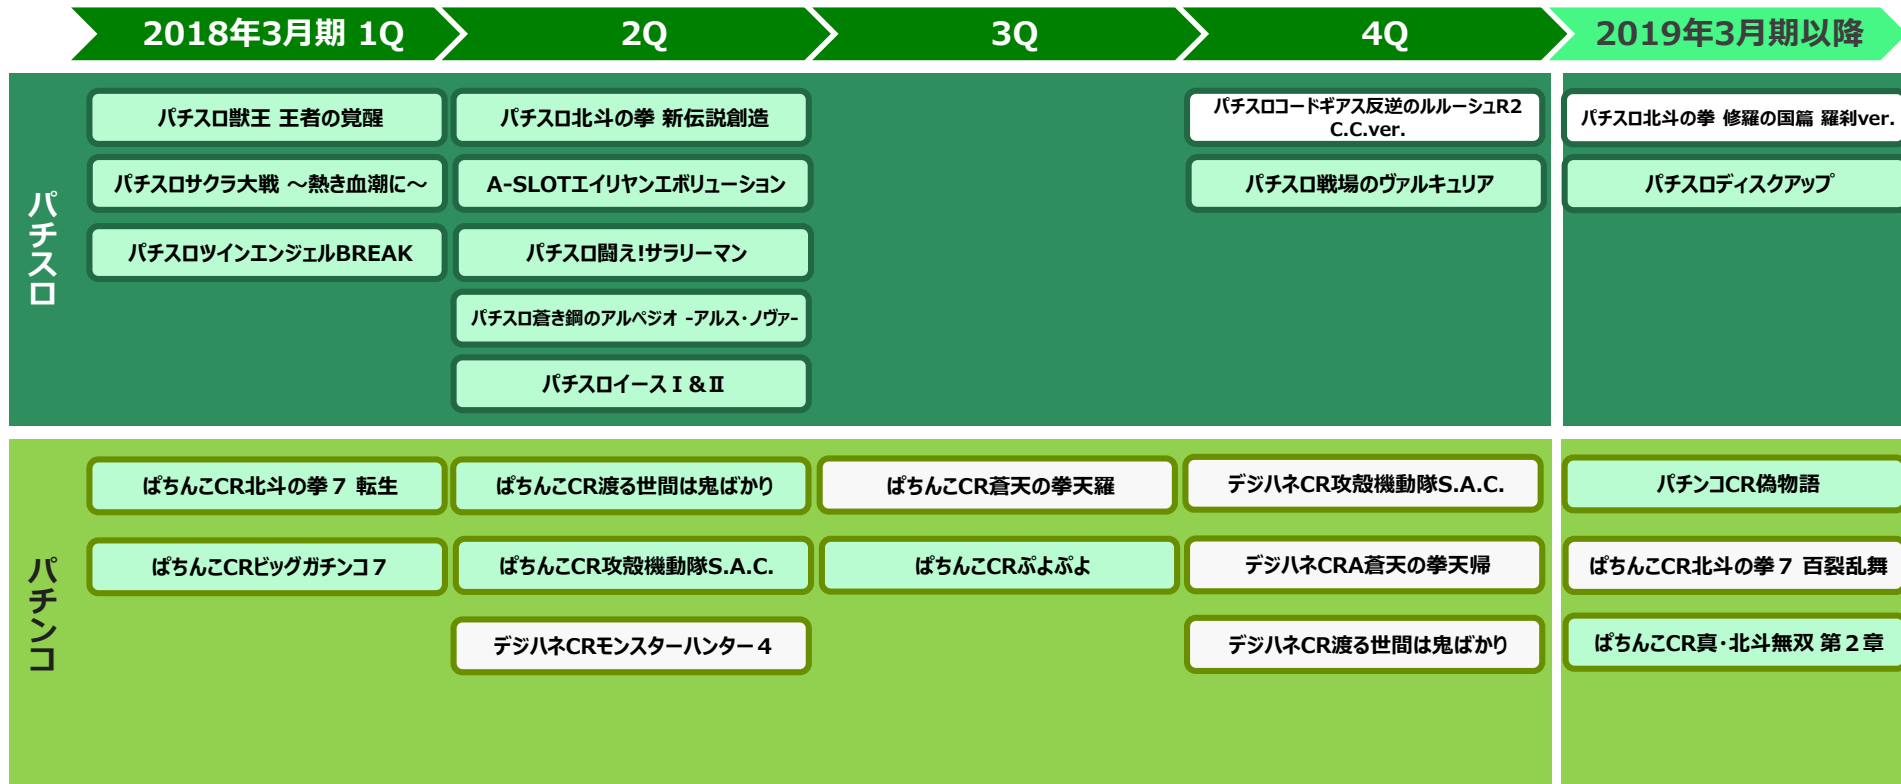 2018年3月期 1Q
2Q
3Q
4Q
2019年3月期以降
パチスロ
パチスロ獣王 王者の覚醒
パチスロサクラ大戦 ～熱き血潮に～
パチスロツインエンジェルBREAK
パチスロ北斗の拳 新伝説創造
A-SLOTエイリヤンエボリューション
パチスロ闘え!サラリーマン
パチスロ蒼き鋼のアルペジオ -アルス・ノヴァ-
パチスロイースⅠ&Ⅱ
パチスロコードギアス反逆のルルーシュR2
C.C.ver.
パチスロ戦場のヴァルキュリア
パチスロ北斗の拳 修羅の国篇 羅刹ver.
パチスロディスクアップ
パチンコ
ぱちんこCR北斗の拳７ 転生
ぱちんこCRビッグガチンコ７
ぱちんこCR渡る世間は鬼ばかり
ぱちんこCR攻殻機動隊S.A.C.
デジハネCRモンスターハンター４
ぱちんこCR蒼天の拳天羅
ぱちんこCRぷよぷよ
デジハネCR攻殻機動隊S.A.C.
デジハネCRA蒼天の拳天帰
デジハネCR渡る世間は鬼ばかり
パチンコCR偽物語
ぱちんこCR北斗の拳７ 百裂乱舞
ぱちんこCR真・北斗無双 第２章